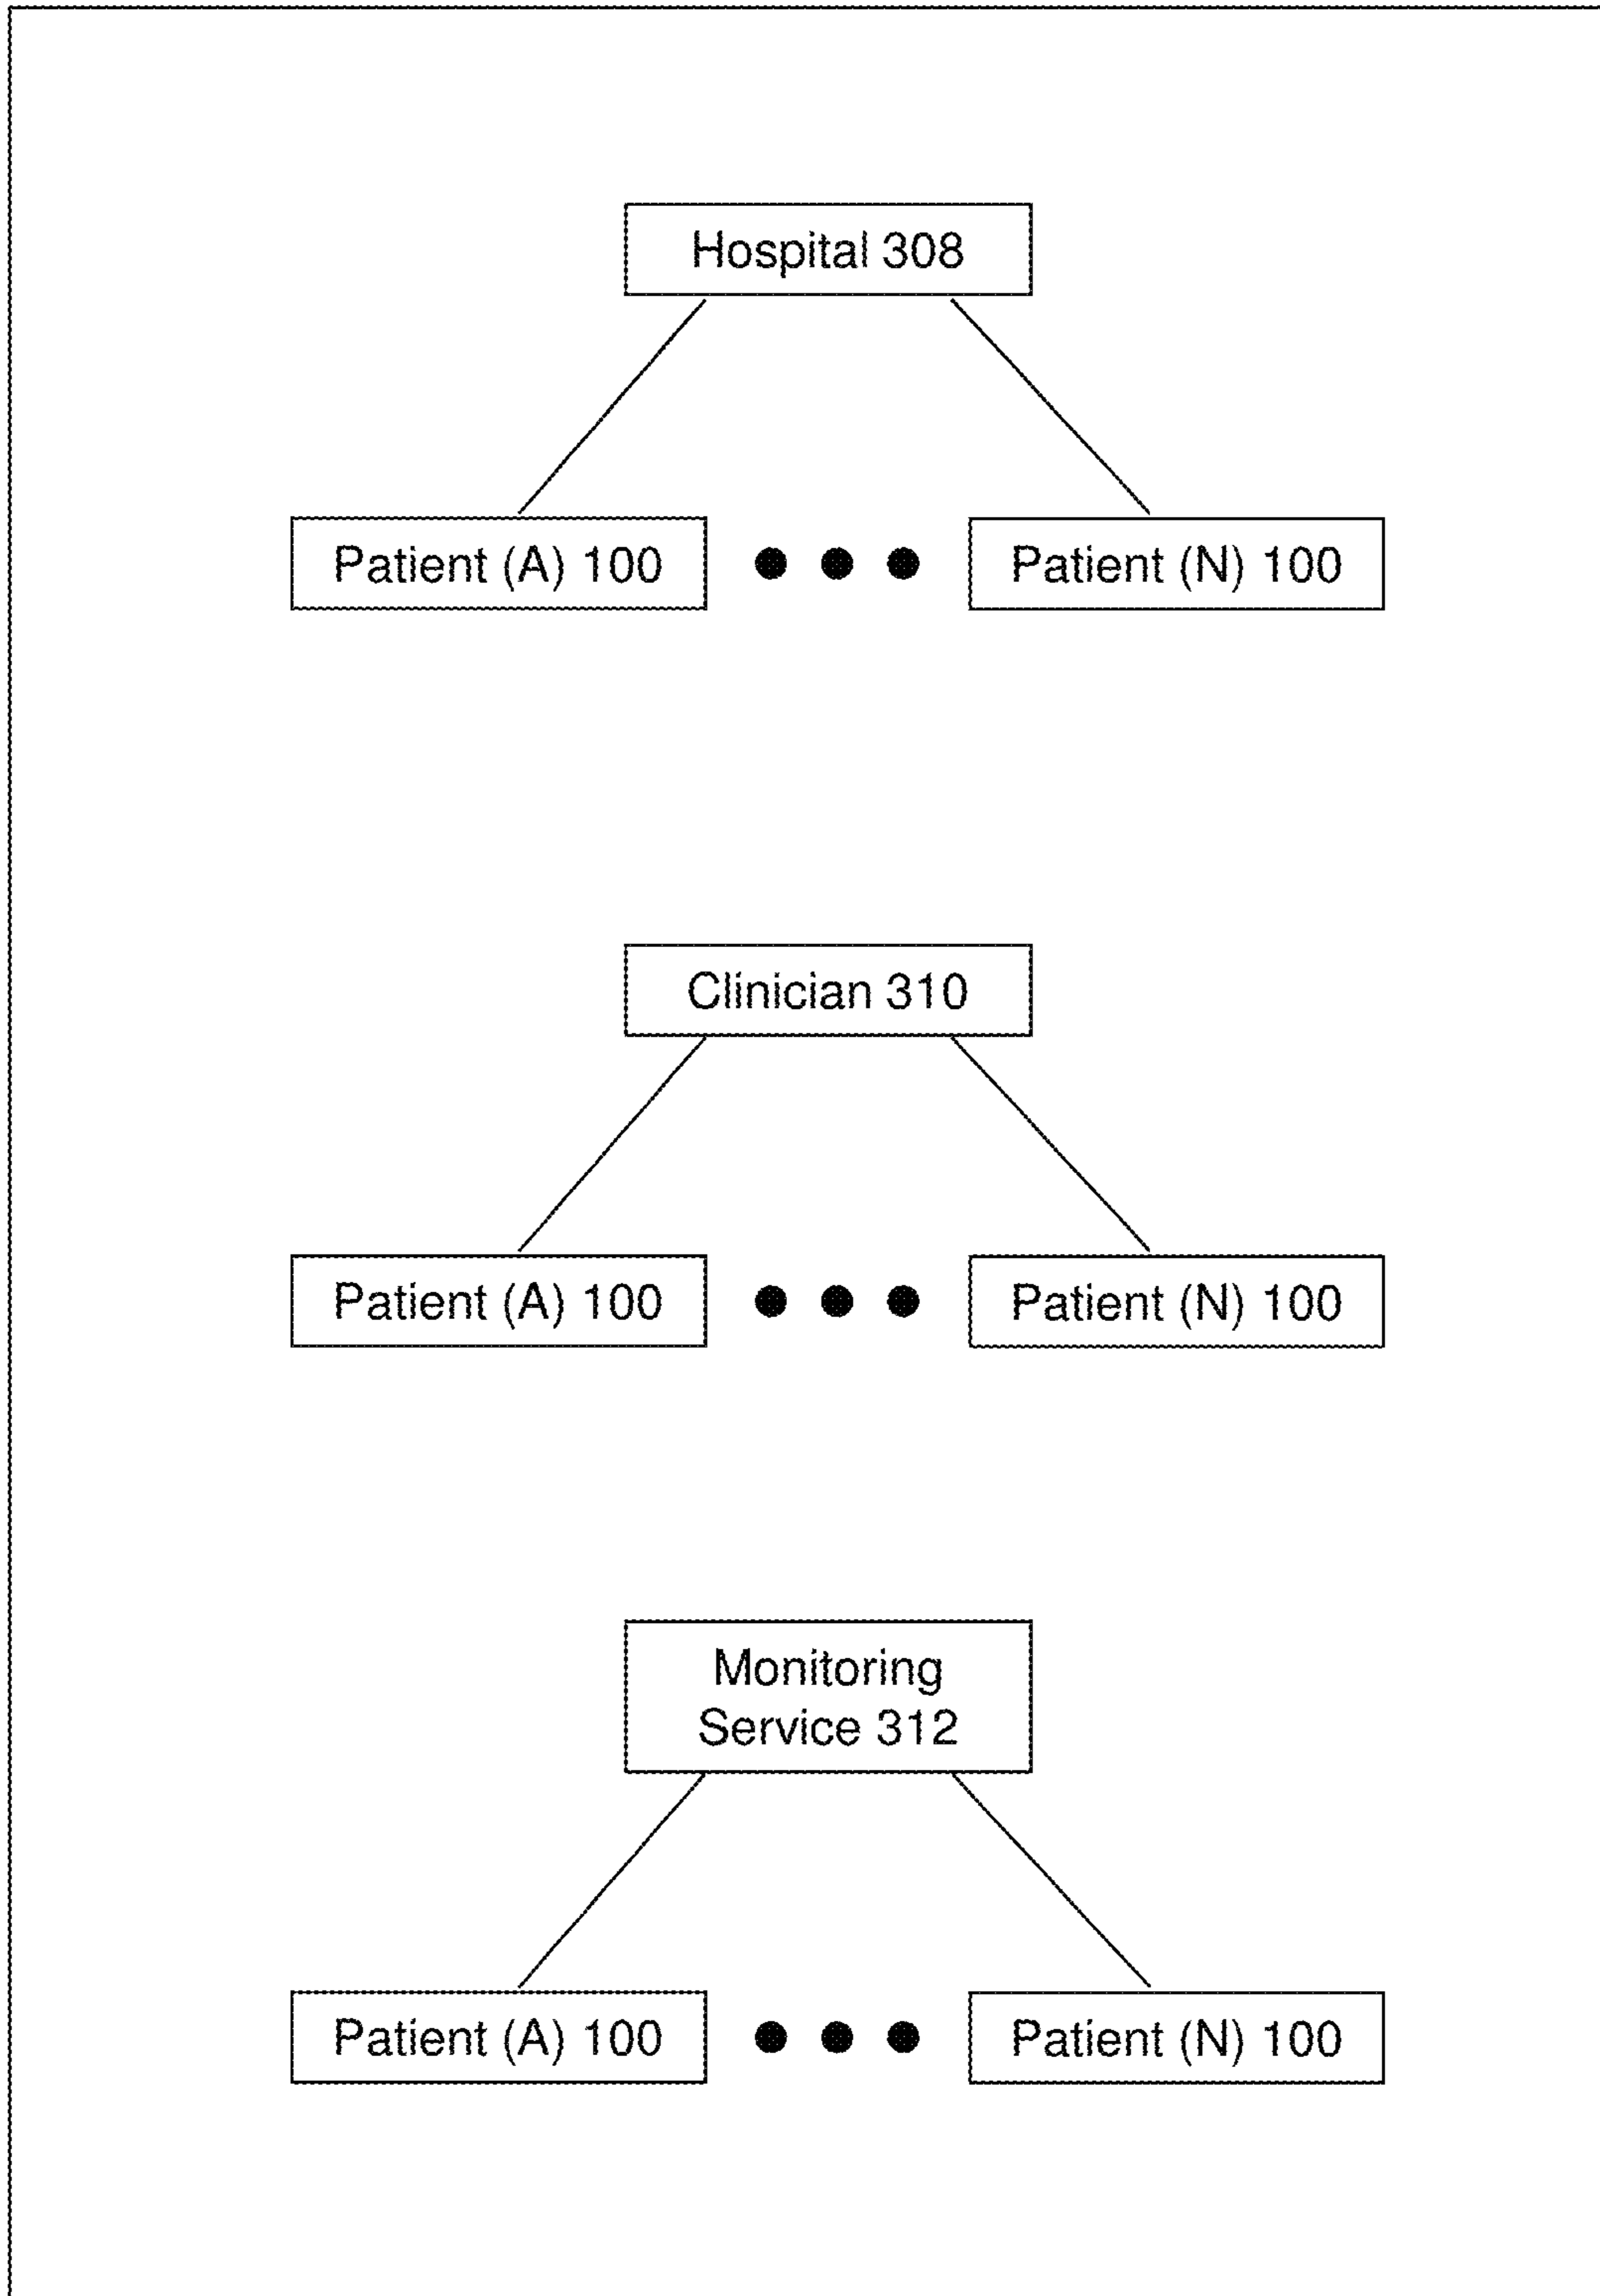 Hospital 308
Patient (A) 100
Patient (N) 100
Clinician 310
Patient (A) 100
Patient (N) 100
Monitoring
Service 312
Patient (A) 100
Patient (N) 100